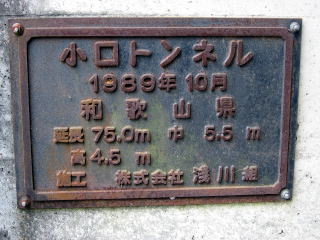 小口トンネル
1989年10月
和歌山県
延長 75.0m 巾 5.5 m
高 4.5 m
施工 株式会社 淺川組